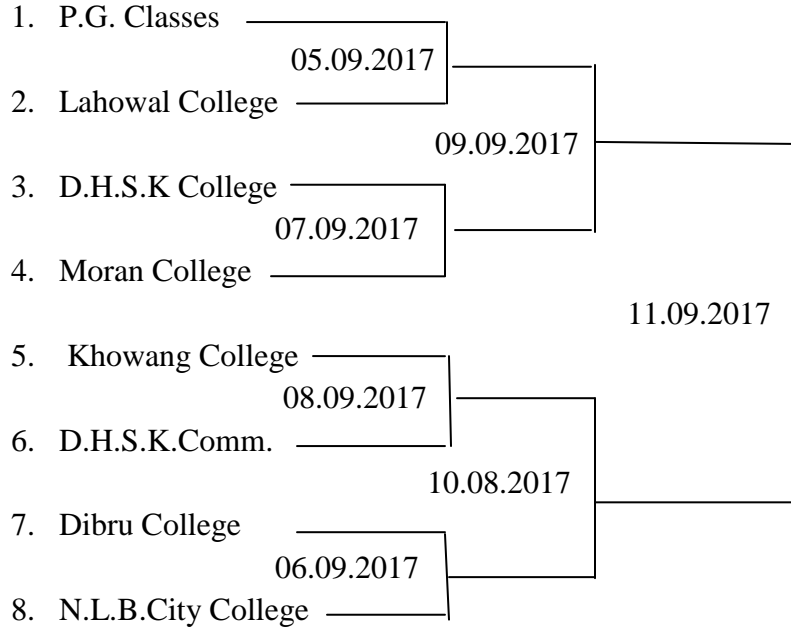 1. P.G. Classes
05.09.2017
2. Lahowal College
09.09.2017
3. D.H.S.K College
07.09.2017
4. Moran College
11.09.2017
5. Khowang College
08.09.2017
6. D.H.S.K.Comm.
10.08.2017
7. Dibru College
06.09.2017
8. N.L.B.City College